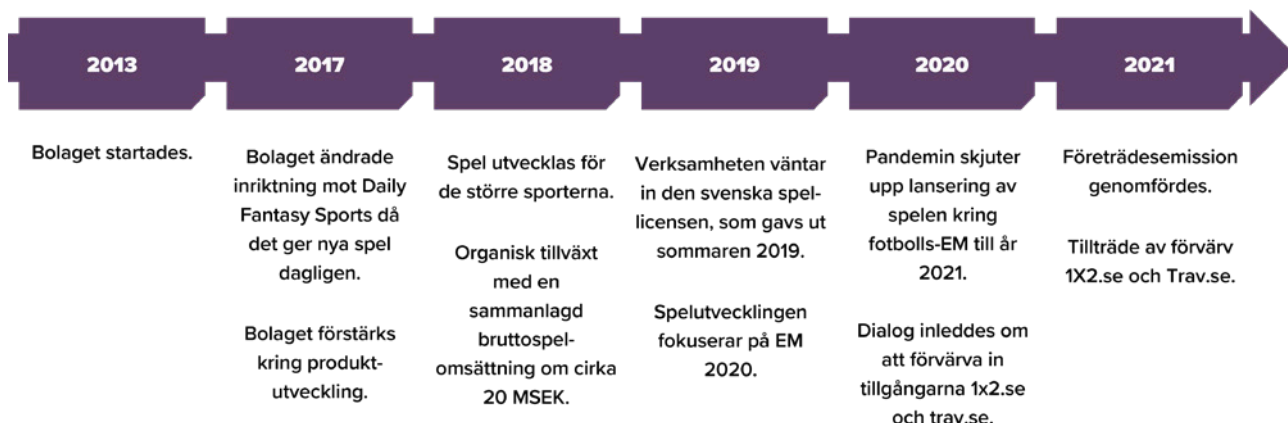 2013
Bolaget startades.
2017
Bolaget ändrade
inriktning mot Daily
Fantasy Sports då
det ger nya spel
dagligen.
Bolaget förstärks
kring produkt-
utveckling.
2018
Spel utvecklas för
de större sporterna.
Organisk tillväxt
med en
sammanlagd
bruttospel-
omsättning om cirka
20 MSEK.
2019
Verksamheten väntar
in den svenska spel-
licensen, som gavs ut
sommaren 2019.
Spelutvecklingen
fokuserar på EM
2020.
2020
Pandemin skjuter
upp lansering av
spelen kring
fotbolls-EM till år
2021.
Dialog inleddes om
att förvärva in
tillgångarna 1x2.se
och trav.se.
2021
Företrädesemission
genomfördes.
Tillträde av förvärv
1X2.se och Trav.se.